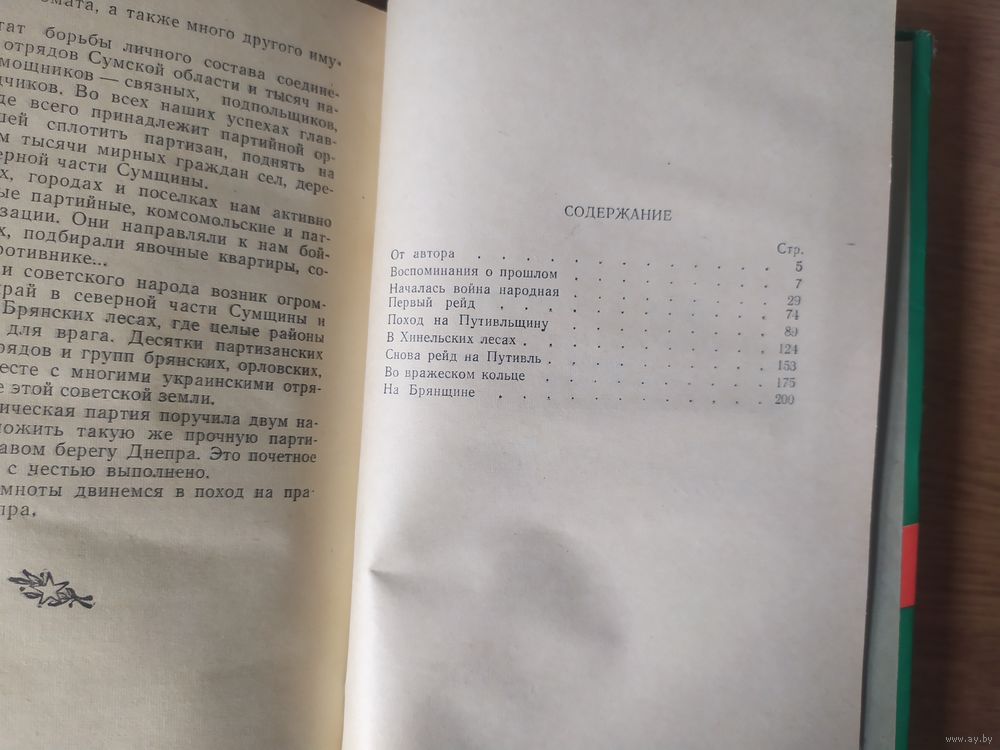 омата, а также много другого иму-
тат борьбы личного состава соедине-
отрядов Сумской области и тысяч на-
мощников — связных, подпольщиков,
дчиков. Во всех наших успехах глав-
де всего принадлежит партийной ор-
шей сплотить партизан, поднять на
м тысячи мирных граждан сел, дере-
ерной части Сумщины.
х, городах и поселках нам активно
ые партийные, комсомольские и пат-
зации. Они направляли к нам бой-
х, подбирали явочные квартиры, со-
ротивнике...
и советского народа возник огром-
край в северной части Сумщины и
Брянских лесах, где целые районы
для врага. Десятки партизанских
рядов и групп брянских, орловских,
есте с многими украинскими отря-
е этой советской земли.
ическая партия поручила двум на-
ложить такую же прочную парти-
авом берегу Днепра. Это почетное
с честью выполнено.
мноты двинемся в поход на пра-
пра.
СОДЕРЖАНИЕ
Стр.
От автора . . . . . . . . . . . . . 5
Воспоминания о прошлом . . . . . . . . . 7
Началась война народная . . . . . . . . . 29
Первый рейд . . . . . . . . . . . . 74
Поход на Путивльщину . . . . . . . . . 89
В Хинельских лесах . . . . . . . . . . 124
Снова рейд на Путивль . . . . . . . . . 153
Во вражеском кольце . . . . . . . . . . 175
На Брянщине . . . . . . . . . . . . 200
www.ay.by